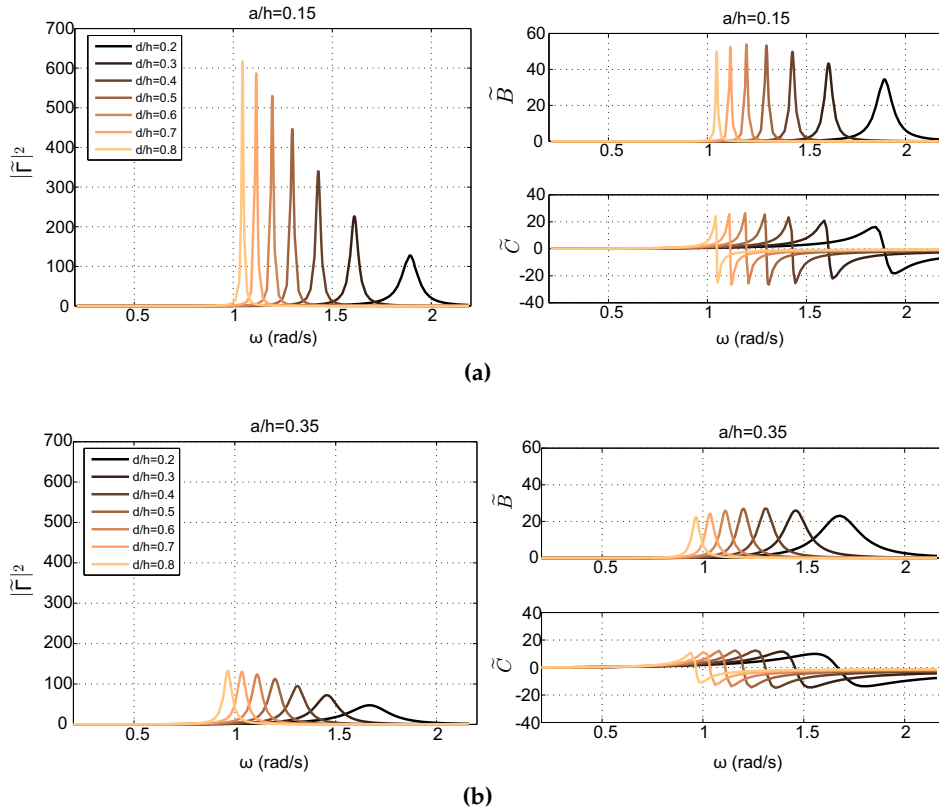 a/h=0.15
700
600
500
400
300
200
100
0
|Γ̃|²
d/h=0.2
d/h=0.3
d/h=0.4
d/h=0.5
d/h=0.6
d/h=0.7
d/h=0.8
0.5 1 1.5 2
ω (rad/s)
a/h=0.15
60
40
20
0
B̃
0.5 1 1.5 2
40
20
0
-20
-40
C̃
0.5 1 1.5 2
ω (rad/s)
(a)
a/h=0.35
700
600
500
400
300
200
100
0
|Γ̃|²
d/h=0.2
d/h=0.3
d/h=0.4
d/h=0.5
d/h=0.6
d/h=0.7
d/h=0.8
0.5 1 1.5 2
ω (rad/s)
a/h=0.35
60
40
20
0
B̃
0.5 1 1.5 2
40
20
0
-20
-40
C̃
0.5 1 1.5 2
ω (rad/s)
(b)